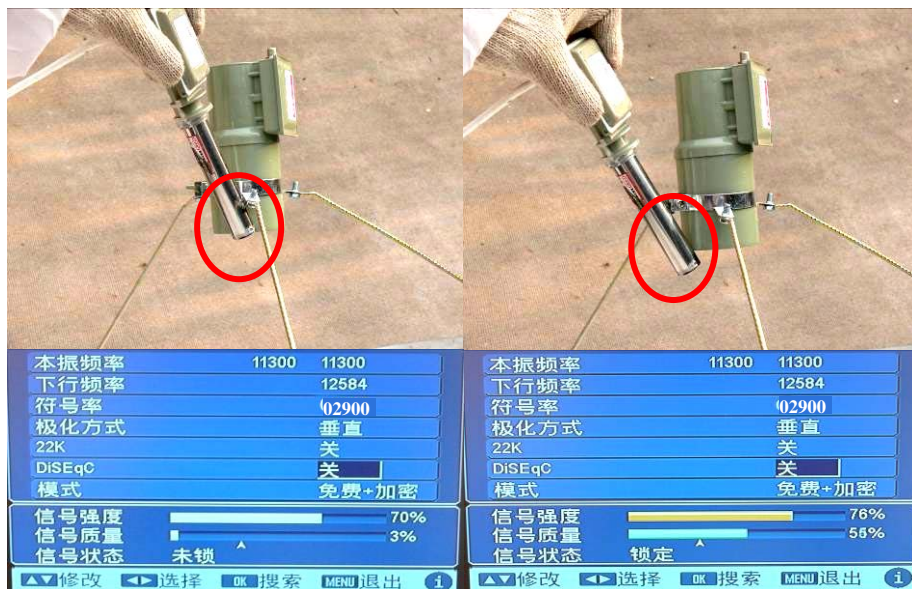 本振频率 11300 11300
下行频率 12584
符号率 02900
极化方式 垂直
22K 关
DiSEqC 关
模式 免费+加密
信号强度 70%
信号质量 3%
信号状态 未锁
▲▼修改 ◀▶选择 OK 搜索 MENU 退出 i
本振频率 11300 11300
下行频率 12584
符号率 02900
极化方式 垂直
22K 关
DiSEqC 关
模式 免费+加密
信号强度 76%
信号质量 55%
信号状态 锁定
▲▼修改 ◀▶选择 OK 搜索 MENU 退出 i